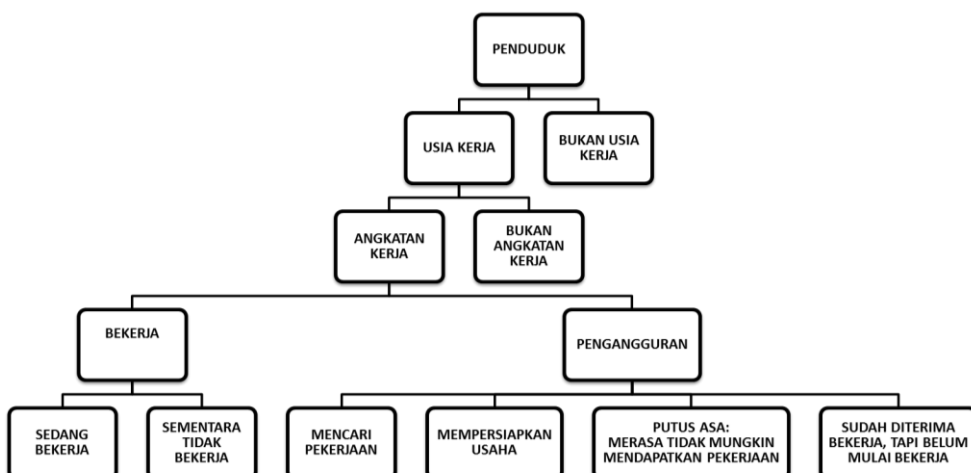 PENDUDUK
USIA KERJA
BUKAN USIA
KERJA
ANGKATAN
KERJA
BUKAN
ANGKATAN
KERJA
BEKERJA
PENGANGGURAN
SEDANG
BEKERJA
SEMENTARA
TIDAK
BEKERJA
MENCARI
PEKERJAAN
MEMPERSIAPKAN
USAHA
PUTUS ASA:
MERASA TIDAK MUNGKIN
MENDAPATKAN PEKERJAAN
SUDAH DITERIMA
BEKERJA, TAPI BELUM
MULAI BEKERJA